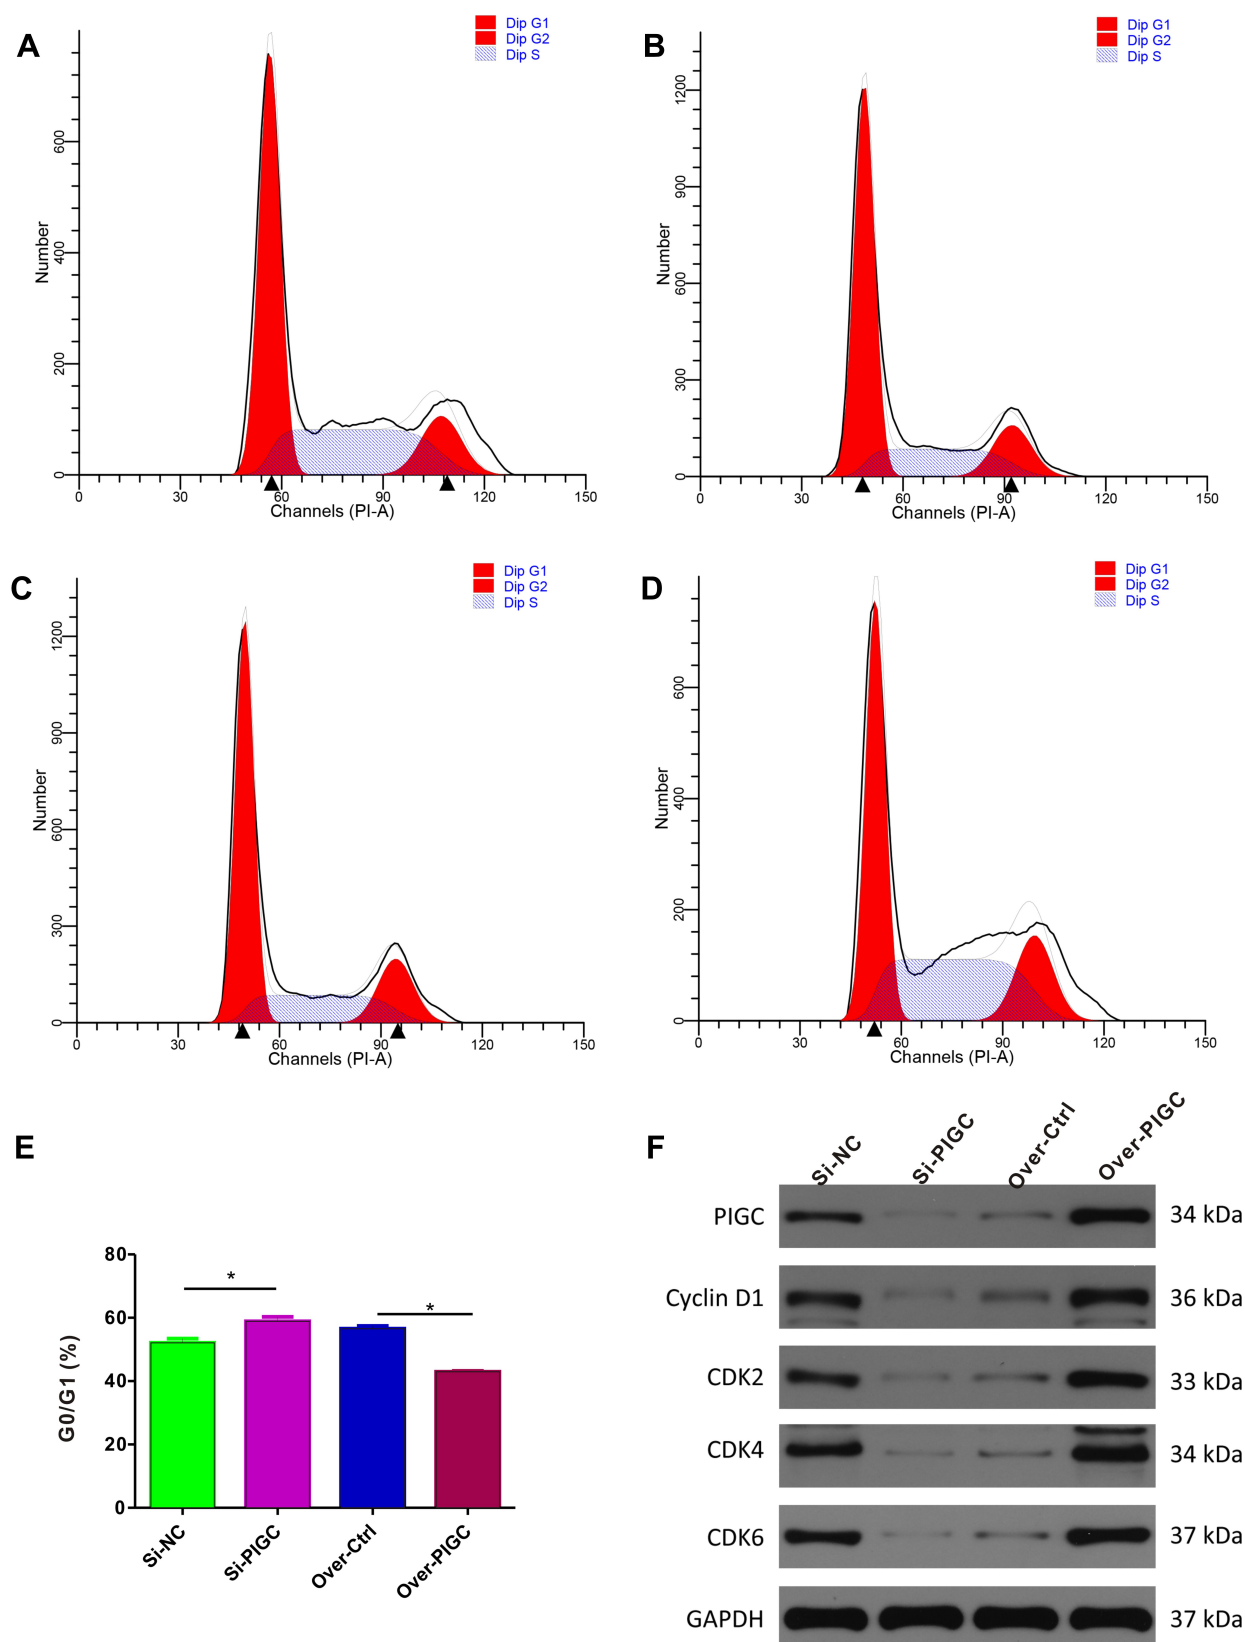 A
Dip G1
Dip G2
Dip S
Number
600
400
200
0
0 30 60 90 120 150
Channels (PI-A)
B
Dip G1
Dip G2
Dip S
Number
1200
900
600
300
0
0 30 60 90 120 150
Channels (PI-A)
C
Dip G1
Dip G2
Dip S
Number
1200
900
600
300
0
0 30 60 90 120 150
Channels (PI-A)
D
Dip G1
Dip G2
Dip S
Number
600
400
200
0
0 30 60 90 120 150
Channels (PI-A)
E
G0/G1 (%)
80
60
40
20
0
* *
Si-NC Si-PIGC Over-Ctrl Over-PIGC
F
Si-NC Si-PIGC Over-Ctrl Over-PIGC
PIGC 34 kDa
Cyclin D1 36 kDa
CDK2 33 kDa
CDK4 34 kDa
CDK6 37 kDa
GAPDH 37 kDa